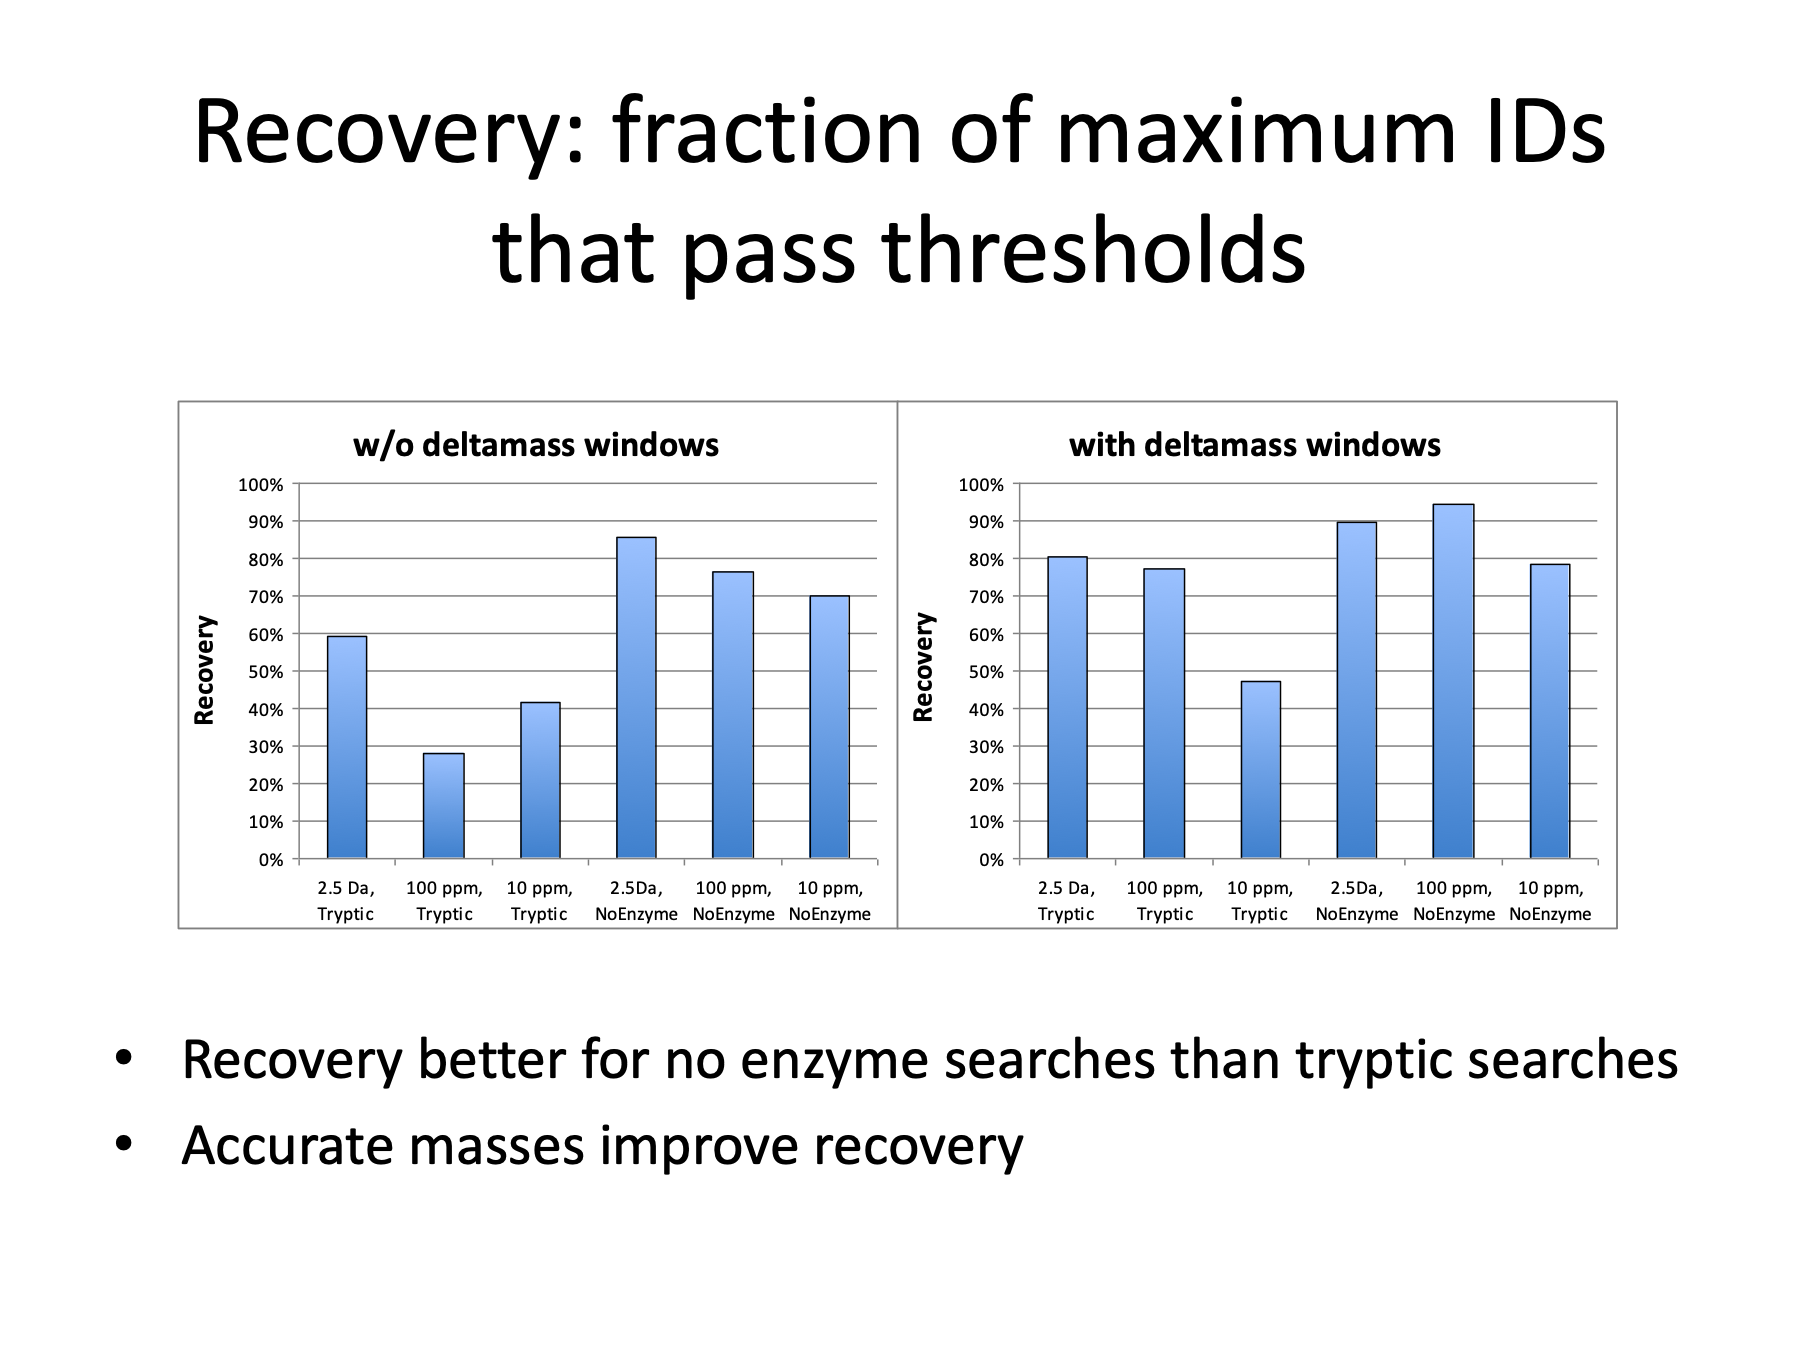 Recovery: fraction of maximum IDs
that pass thresholds
w/o deltamass windows
Recovery
100%
90%
80%
70%
60%
50%
40%
30%
20%
10%
0%
2.5 Da, Tryptic
100 ppm, Tryptic
10 ppm, Tryptic
2.5Da, NoEnzyme
100 ppm, NoEnzyme
10 ppm, NoEnzyme
with deltamass windows
Recovery
100%
90%
80%
70%
60%
50%
40%
30%
20%
10%
0%
2.5 Da, Tryptic
100 ppm, Tryptic
10 ppm, Tryptic
2.5Da, NoEnzyme
100 ppm, NoEnzyme
10 ppm, NoEnzyme
• Recovery better for no enzyme searches than tryptic searches
• Accurate masses improve recovery